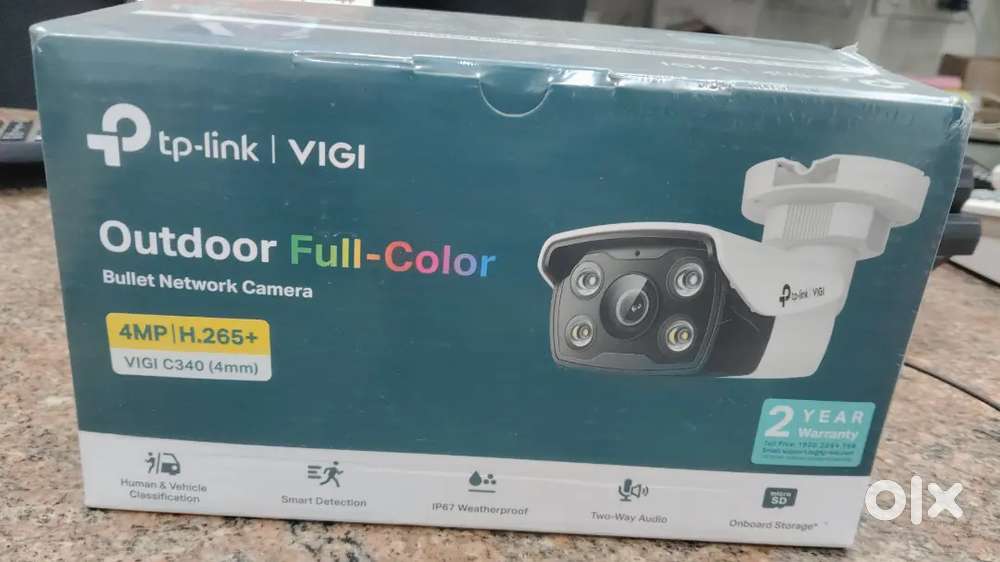 tp-link | VIGI
Outdoor Full-Color
Bullet Network Camera
4MP|H.265+
VIGI C340 (4mm)
tp-link | VIGI
2 YEAR
Warranty
Human & Vehicle
Classification
Smart Detection
IP67 Weatherproof
Two-Way Audio
micro
SD
Onboard Storage*
olx